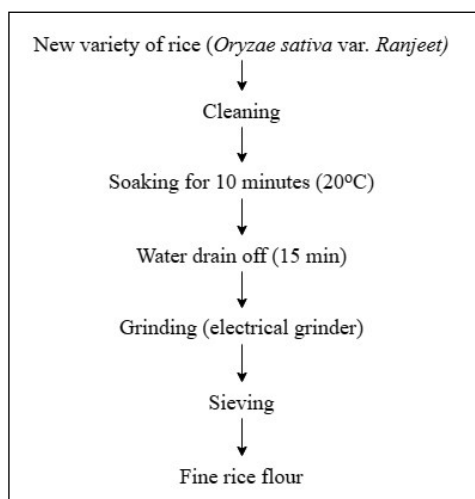 New variety of rice (Oryzae sativa var. Ranjeet)
Cleaning
Soaking for 10 minutes (20ºC)
Water drain off (15 min)
Grinding (electrical grinder)
Sieving
Fine rice flour